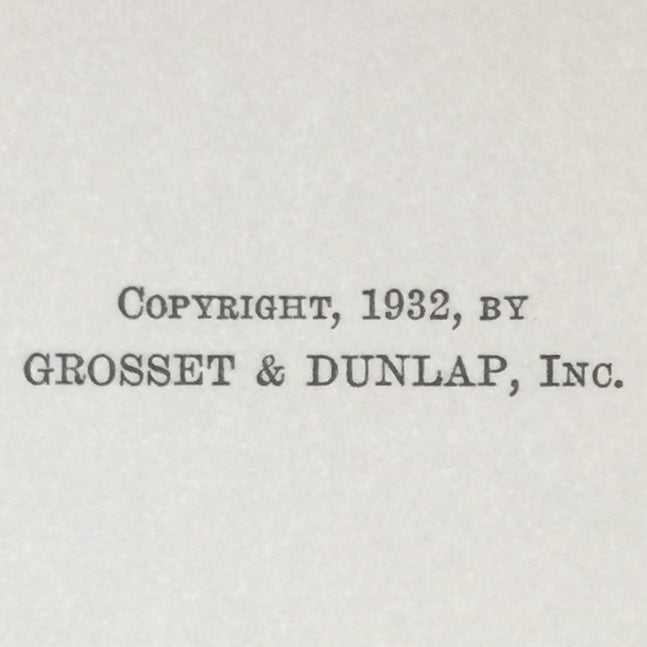 Copyright, 1932, by
GROSSET & DUNLAP, Inc.